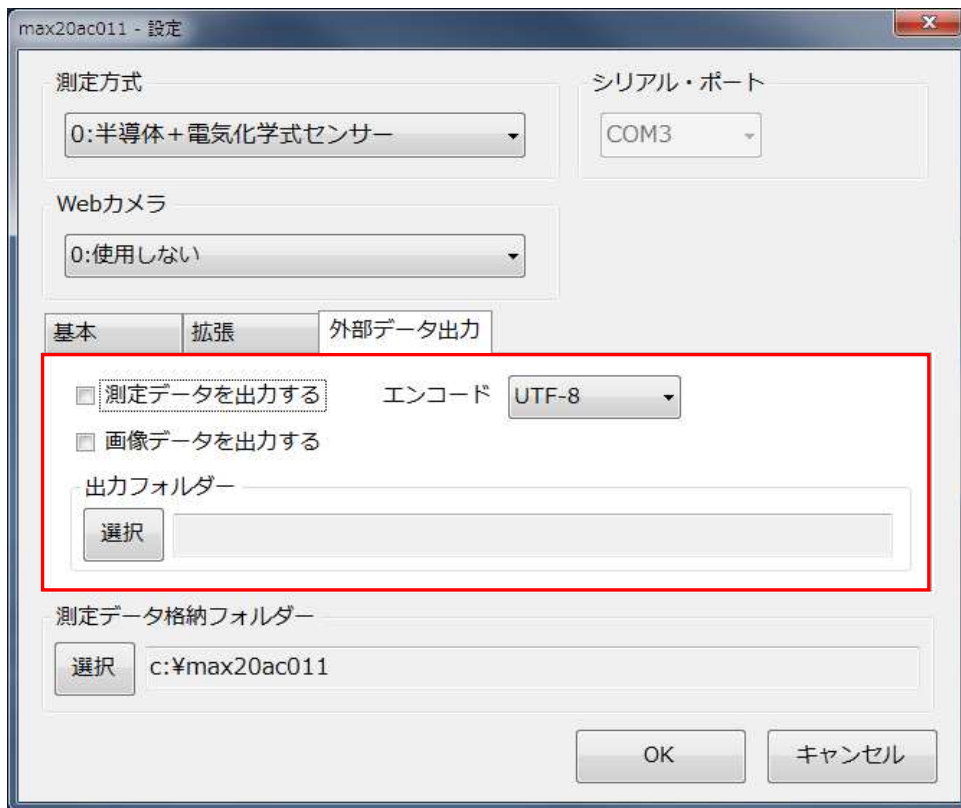 max20ac011 - 設定
測定方式
シリアル・ポート
0:半導体＋電気化学式センサー
COM3
Webカメラ
0:使用しない
基本 拡張 外部データ出力
測定データを出力する エンコード UTF-8
画像データを出力する
出力フォルダー
選択
測定データ格納フォルダー
選択 c:¥max20ac011
OK キャンセル